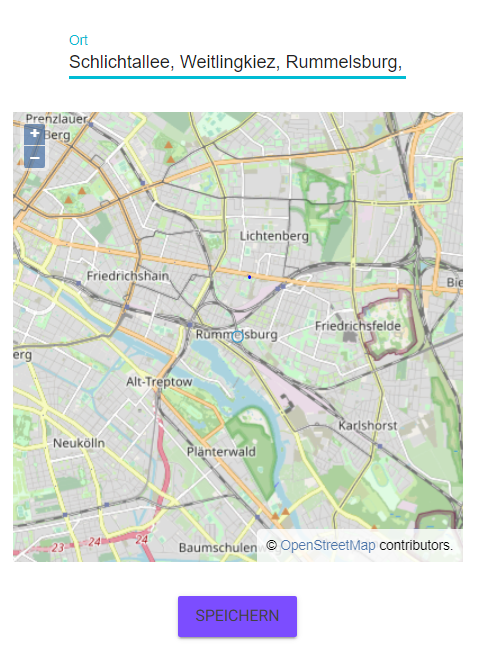 Ort
Schlichtallee, Weitlingkiez, Rummelsburg,
Prenzlauer
Berg
+
−
Lichtenberg
Friedrichshain
Bie
Rummelsburg
Friedrichsfelde
erg
Alt-Treptow
Karlshorst
Neukölln
Plänterwald
23
24
24
Baumschulen
© OpenStreetMap contributors.
SPEICHERN